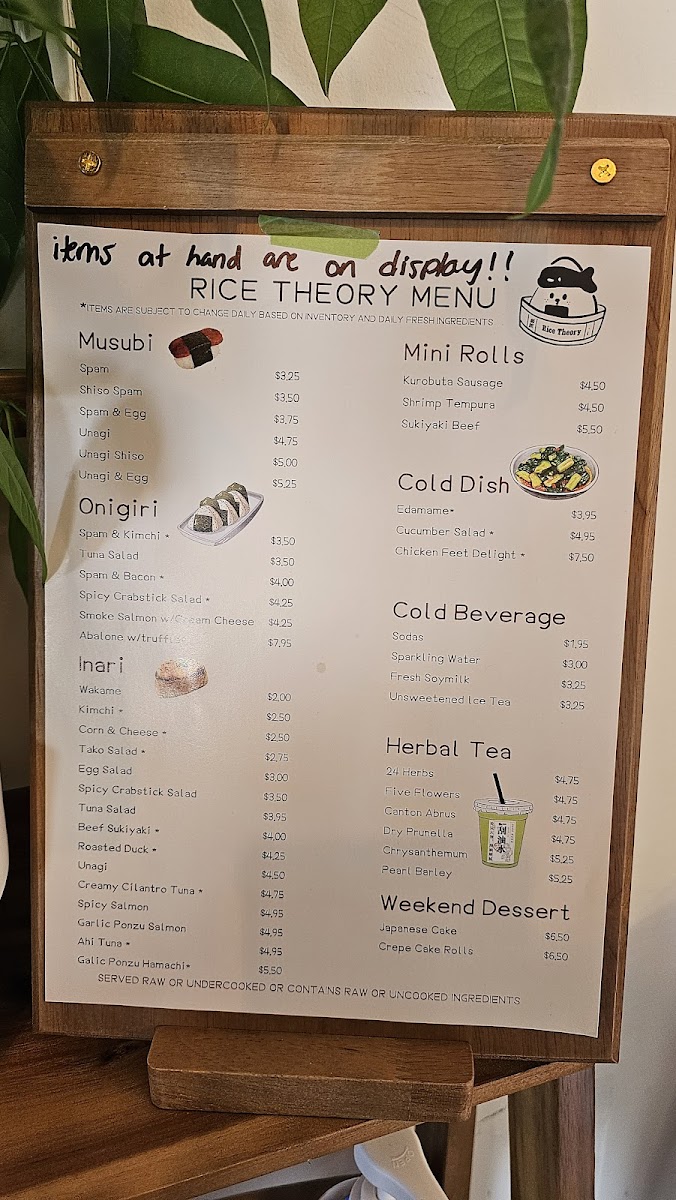 items at hand are on display!!
RICE THEORY MENU
*ITEMS ARE SUBJECT TO CHANGE DAILY BASED ON INVENTORY AND DAILY FRESH INGREDIENTS
Rice Theory
Musubi
Spam $3.25
Shiso Spam $3.50
Spam & Egg $3.75
Unagi $4.75
Unagi Shiso $5.00
Unagi & Egg $5.25
Onigiri
Spam & Kimchi * $3.50
Tuna Salad $3.50
Spam & Bacon * $4.00
Spicy Crabstick Salad * $4.25
Smoke Salmon w/Cream Cheese $4.25
Abalone w/truffle $7.95
Inari
Wakame $2.00
Kimchi * $2.50
Corn & Cheese * $2.50
Tako Salad * $2.75
Egg Salad $3.00
Spicy Crabstick Salad $3.50
Tuna Salad $3.95
Beef Sukiyaki * $4.00
Roasted Duck * $4.25
Unagi $4.50
Creamy Cilantro Tuna * $4.75
Spicy Salmon $4.95
Garlic Ponzu Salmon $4.95
Ahi Tuna * $4.95
Galic Ponzu Hamachi* $5.50
Mini Rolls
Kurobuta Sausage $4.50
Shrimp Tempura $4.50
Sukiyaki Beef $5.50
Cold Dish
Edamame* $3.95
Cucumber Salad * $4.95
Chicken Feet Delight * $7.50
Cold Beverage
Sodas $1.95
Sparkling Water $3.00
Fresh Soymilk $3.25
Unsweetened Ice Tea $3.25
Herbal Tea
24 Herbs $4.75
Five Flowers $4.75
Canton Abrus $4.75
Dry Prunella $4.75
Chrysanthemum $5.25
Pearl Barley $5.25
刮油水
Weekend Dessert
Japanese Cake $6.50
Crepe Cake Rolls $6.50
SERVED RAW OR UNDERCOOKED OR CONTAINS RAW OR UNCOOKED INGREDIENTS